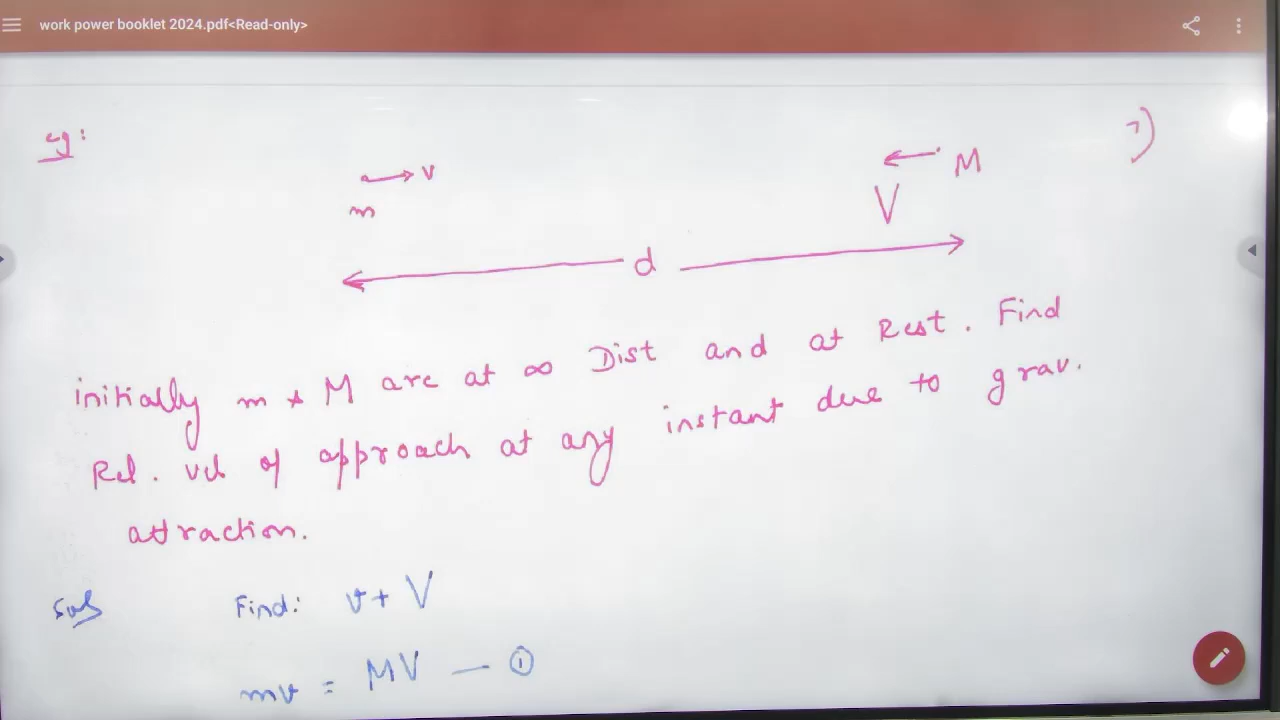 work power booklet 2024.pdf<Read-only>
eg:
7)
v
M
m
V
d
initially m & M are at ∞ Dist and at Rest. Find
Rel. vel of approach at any instant due to grav.
attraction.
Sol
Find: v + V
mv = MV — ①